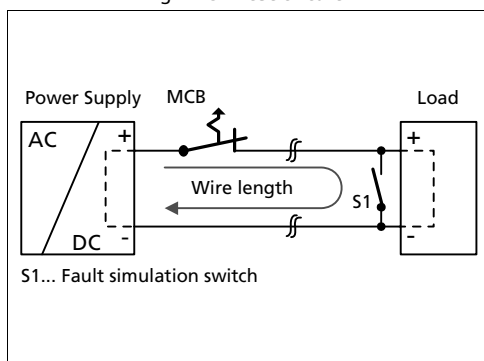 Power Supply MCB Load
AC + +
Wire length
S1
DC - -
S1... Fault simulation switch